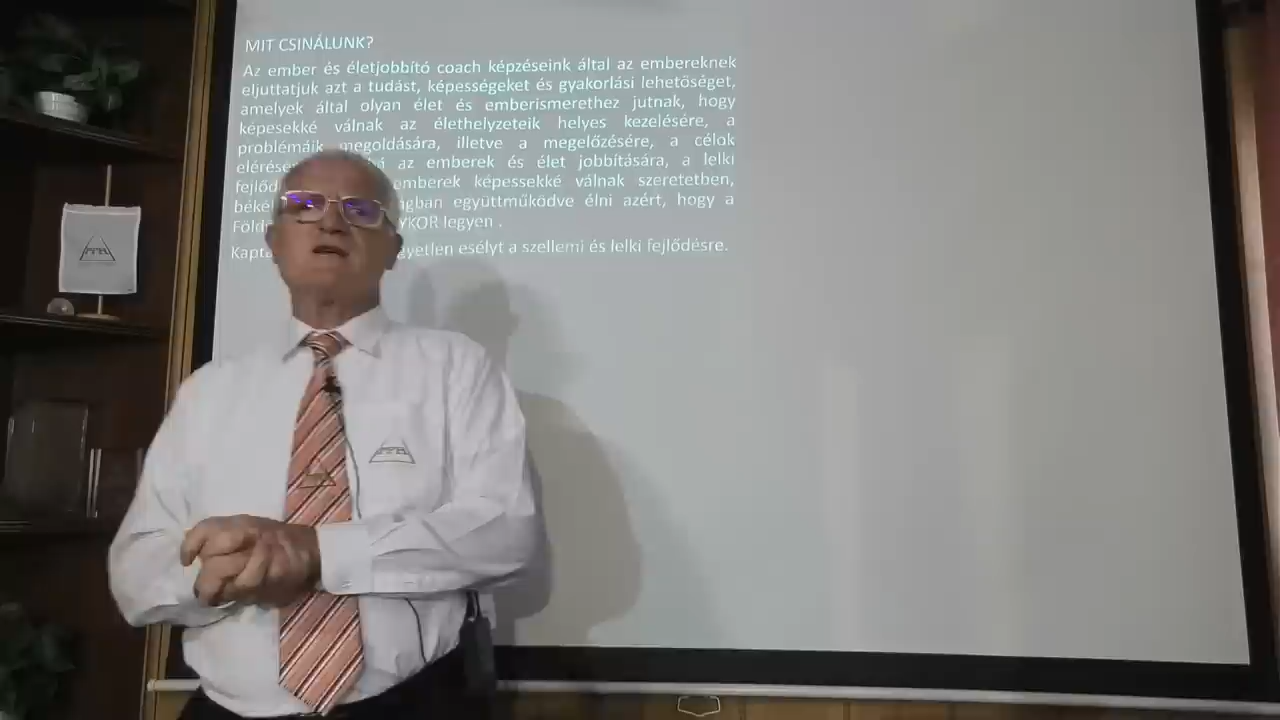 MIT CSINÁLUNK?
Az ember és életjobbító coach képzéseink által az embereknek
eljuttatjuk azt a tudást, képességeket és gyakorlási lehetőséget,
amelyek által olyan élet és emberismerethez jutnak, hogy
képesekké válnak az élethelyzeteik helyes kezelésére, a
problémáik megoldására, illetve a megelőzésére, a célok
az emberek és élet jobbítására, a lelki
emberek képessekké válnak szeretetben,
együttműködve élni azért, hogy a
legyen .
esélyt a szellemi és lelki fejlődésre.